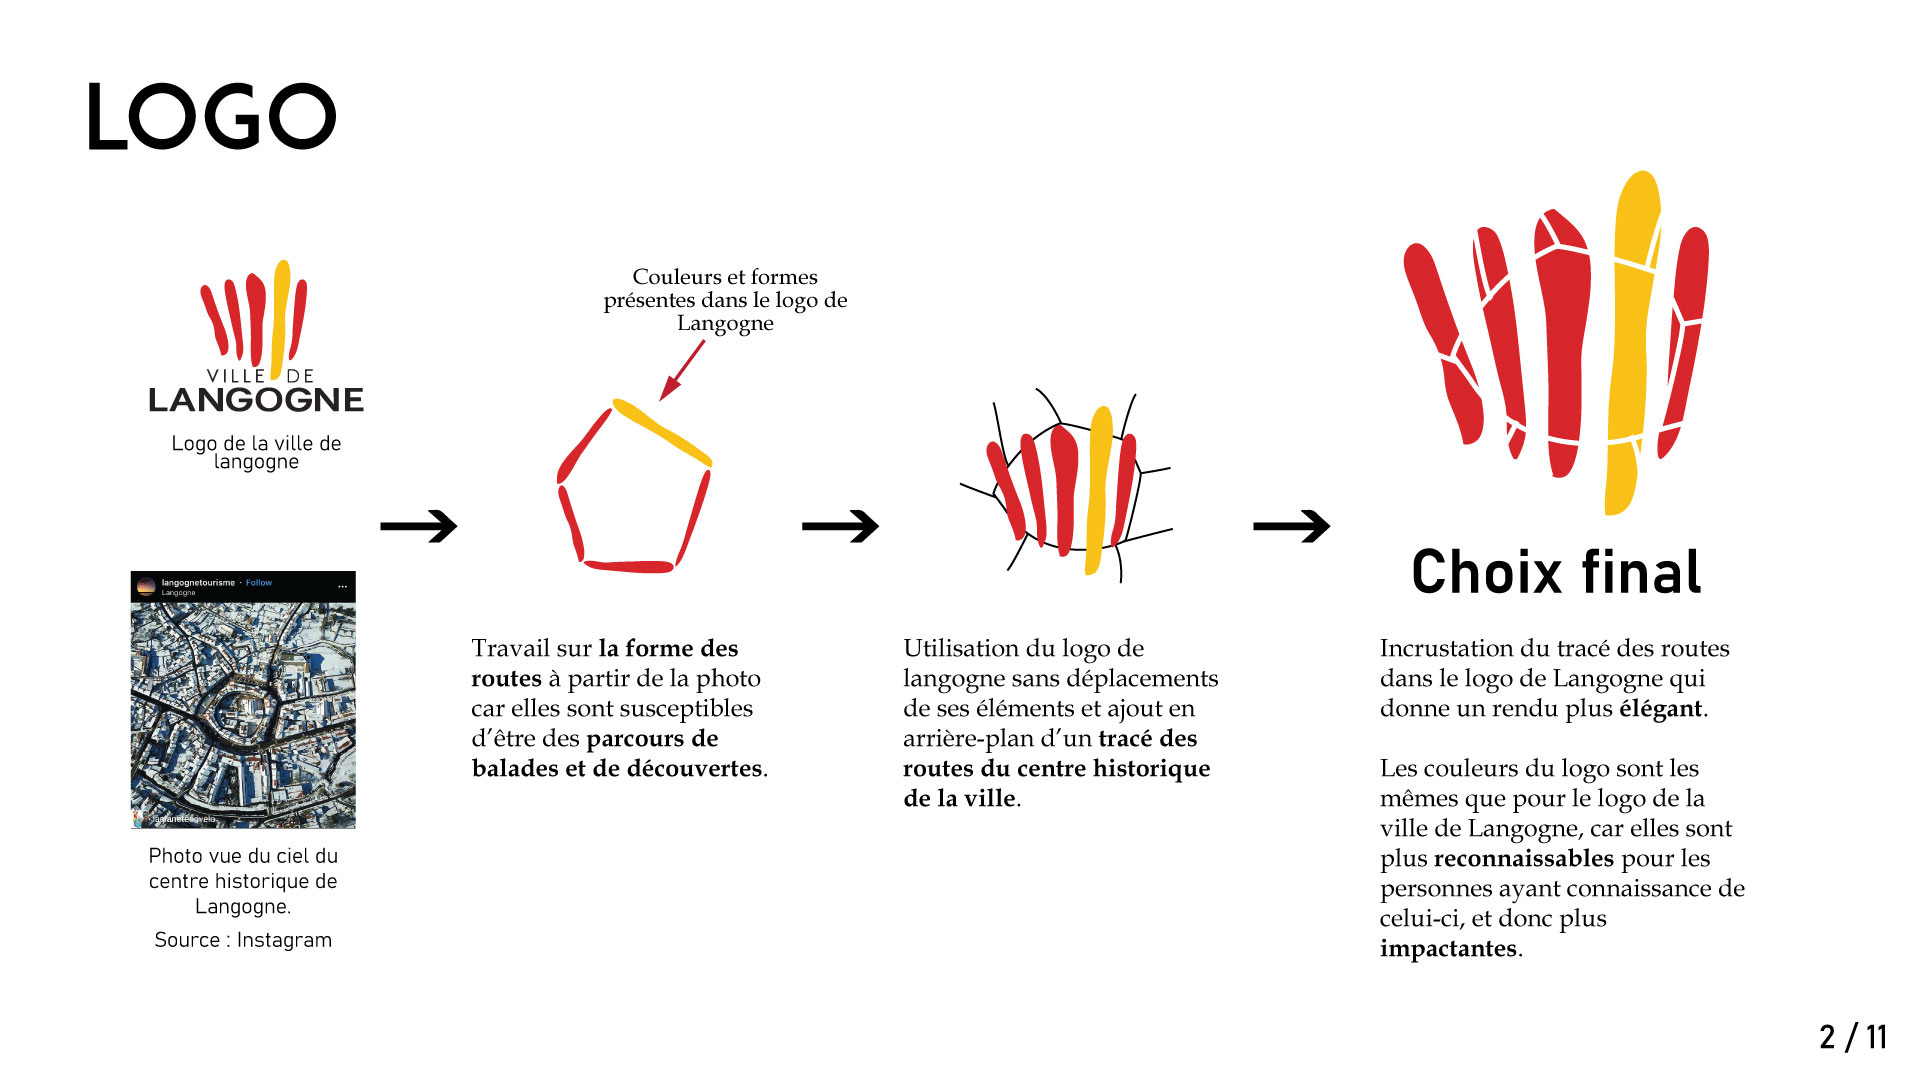 LOGO
VILLE DE
LANGOGNE
Logo de la ville de
langogne
langognetourisme · Follow
Langogne
Photo vue du ciel du
centre historique de
Langogne.
Source : Instagram
Couleurs et formes
présentes dans le logo de
Langogne
Travail sur la forme des
routes à partir de la photo
car elles sont susceptibles
d’être des parcours de
balades et de découvertes.
Utilisation du logo de
langogne sans déplacements
de ses éléments et ajout en
arrière-plan d’un tracé des
routes du centre historique
de la ville.
Choix final
Incrustation du tracé des routes
dans le logo de Langogne qui
donne un rendu plus élégant.
Les couleurs du logo sont les
mêmes que pour le logo de la
ville de Langogne, car elles sont
plus reconnaissables pour les
personnes ayant connaissance de
celui-ci, et donc plus
impactantes.
2 / 11